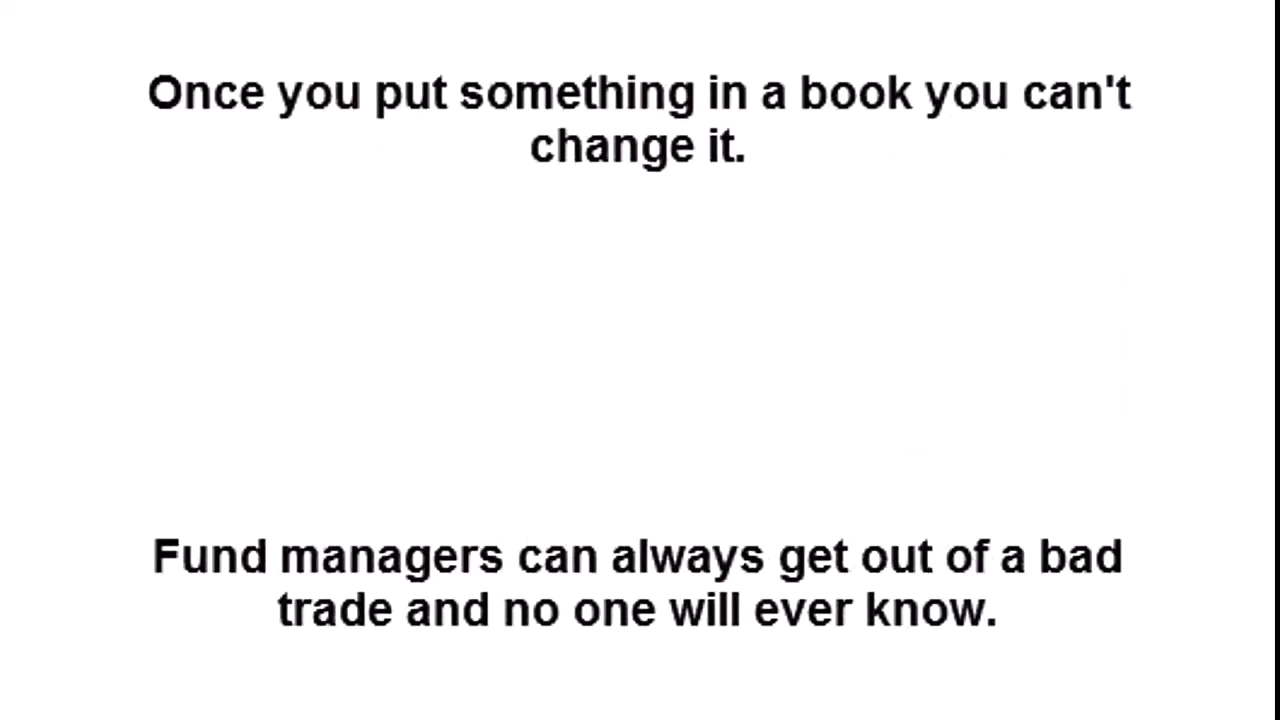 Once you put something in a book you can't
change it.
Fund managers can always get out of a bad
trade and no one will ever know.